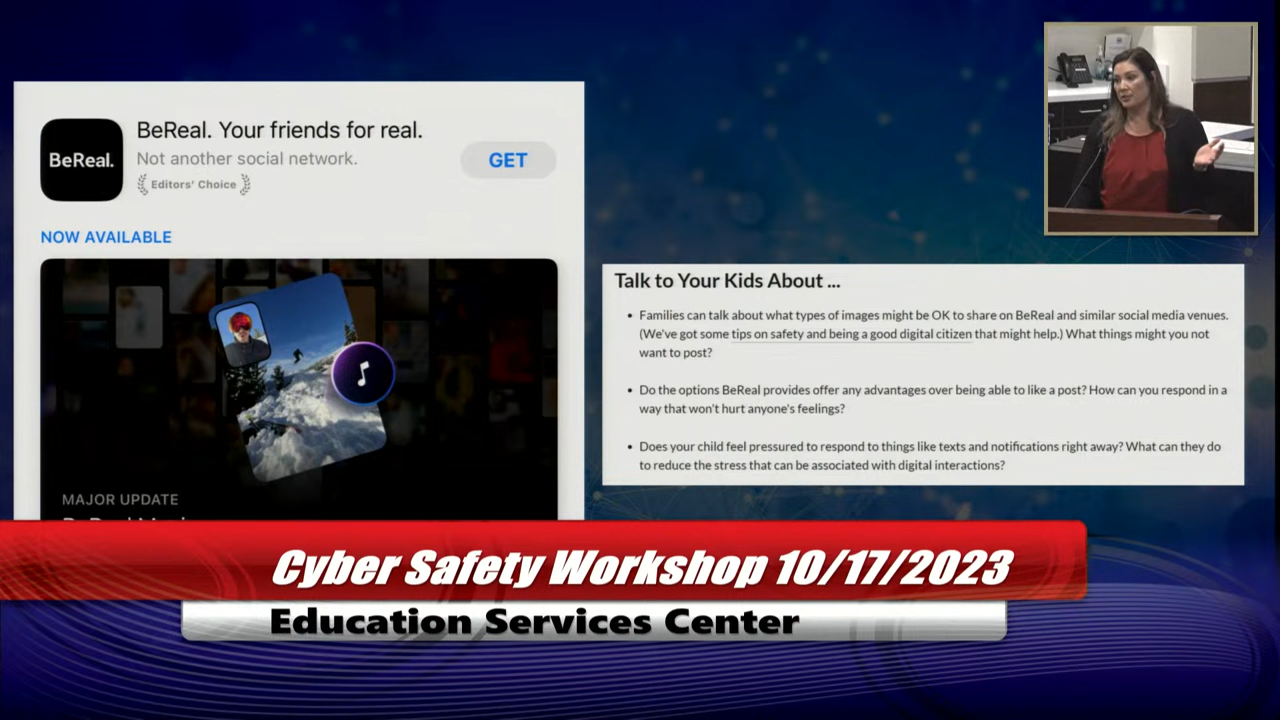 BeReal.
BeReal. Your friends for real.
Not another social network.
Editors' Choice
GET
NOW AVAILABLE
MAJOR UPDATE
Talk to Your Kids About ...
• Families can talk about what types of images might be OK to share on BeReal and similar social media venues.
(We've got some tips on safety and being a good digital citizen that might help.) What things might you not
want to post?
• Do the options BeReal provides offer any advantages over being able to like a post? How can you respond in a
way that won't hurt anyone's feelings?
• Does your child feel pressured to respond to things like texts and notifications right away? What can they do
to reduce the stress that can be associated with digital interactions?
Cyber Safety Workshop 10/17/2023
Education Services Center